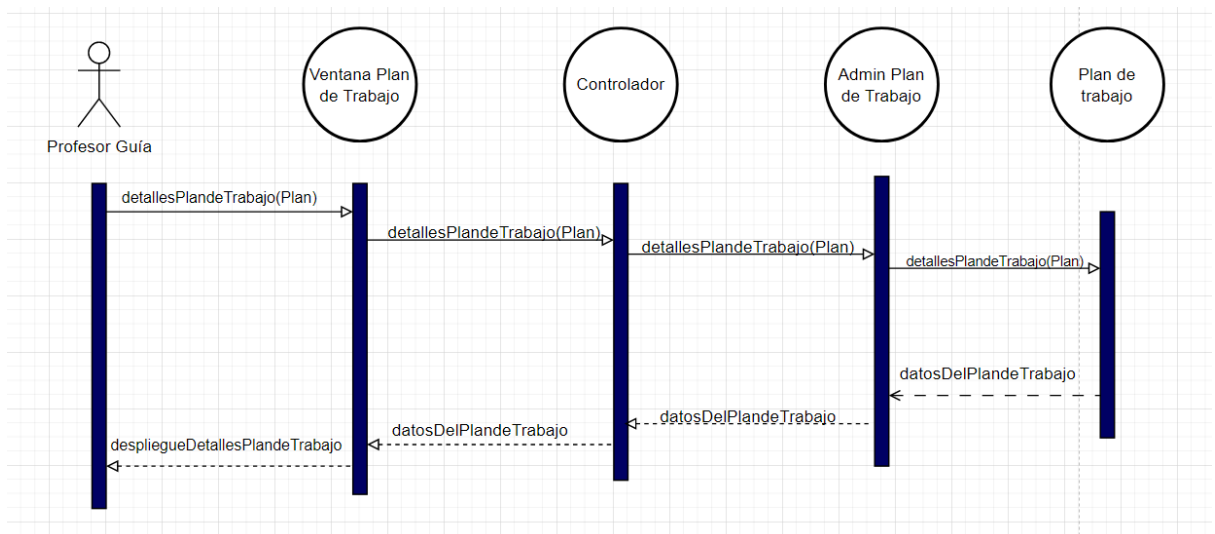 Ventana Plan
de Trabajo
Controlador
Admin Plan
de Trabajo
Plan de
trabajo
Profesor Guía
detallesPlandeTrabajo(Plan)
detallesPlandeTrabajo(Plan)
detallesPlandeTrabajo(Plan)
detallesPlandeTrabajo(Plan)
datosDelPlandeTrabajo
datosDelPlandeTrabajo
datosDelPlandeTrabajo
despliegueDetallesPlandeTrabajo